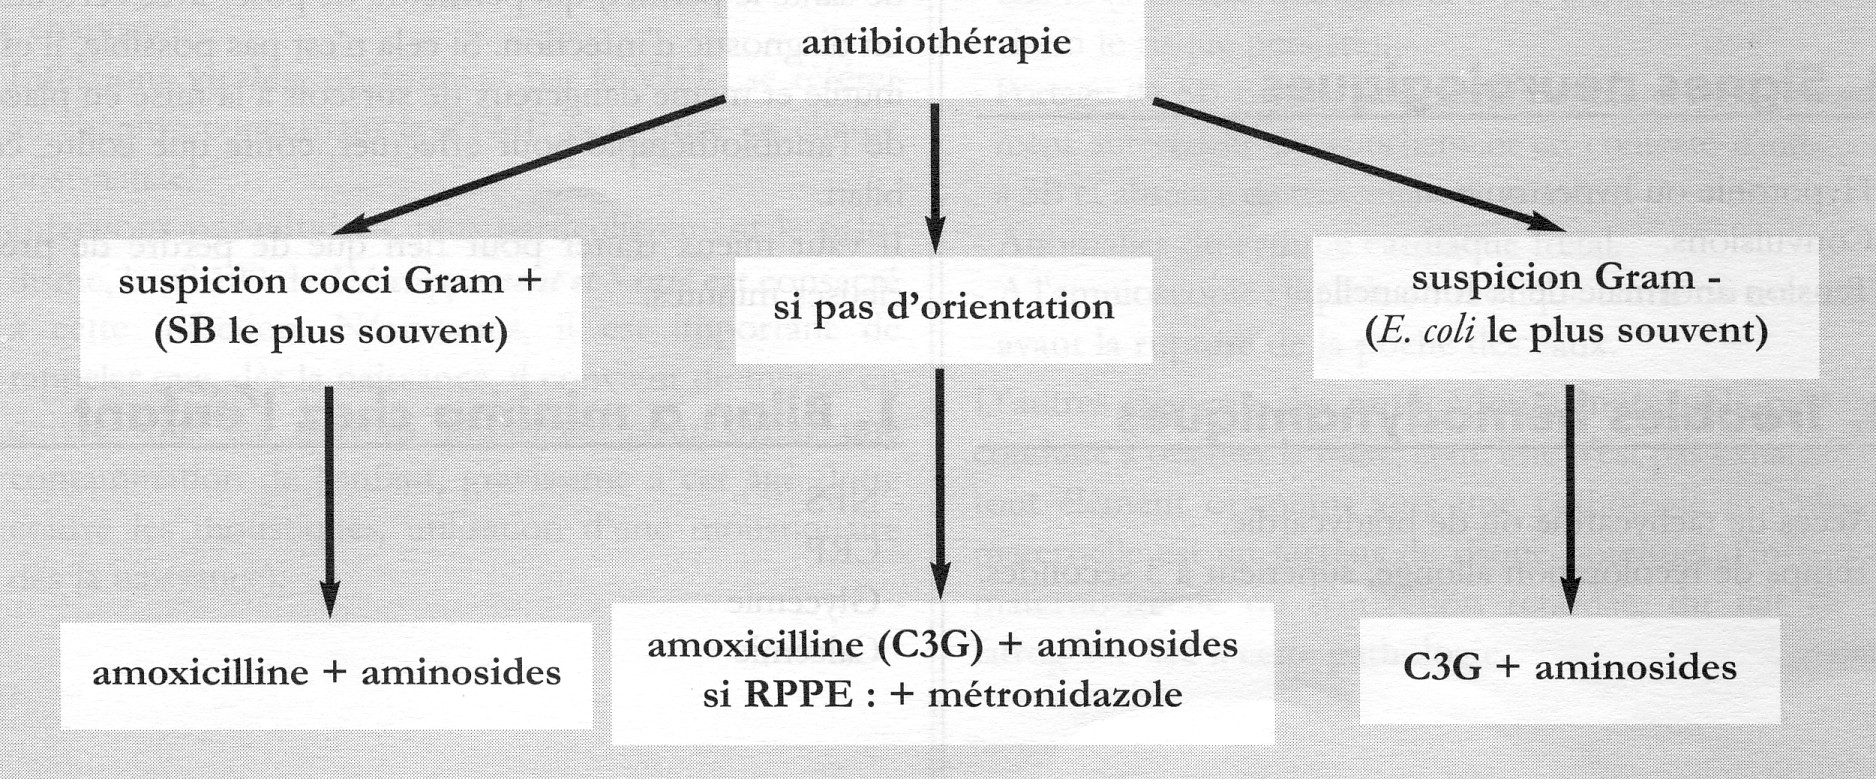 antibiothérapie
suspicion cocci Gram +
(SB le plus souvent)
si pas d'orientation
suspicion Gram -
(E. coli le plus souvent)
amoxicilline + aminosides
amoxicilline (C3G) + aminosides
si RPPE : + métronidazole
C3G + aminosides